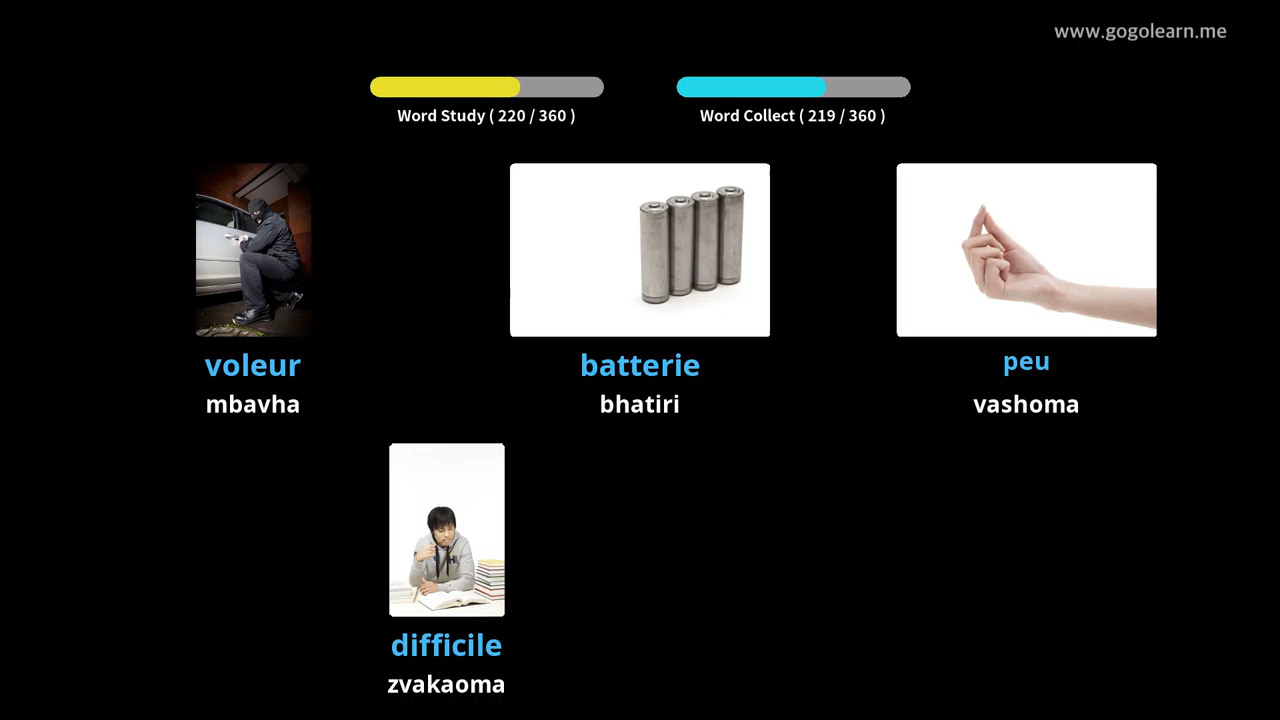 www.gogolearn.me
Word Study ( 220 / 360 )
Word Collect ( 219 / 360 )
voleur
mbavha
batterie
bhatiri
peu
vashoma
difficile
zvakaoma